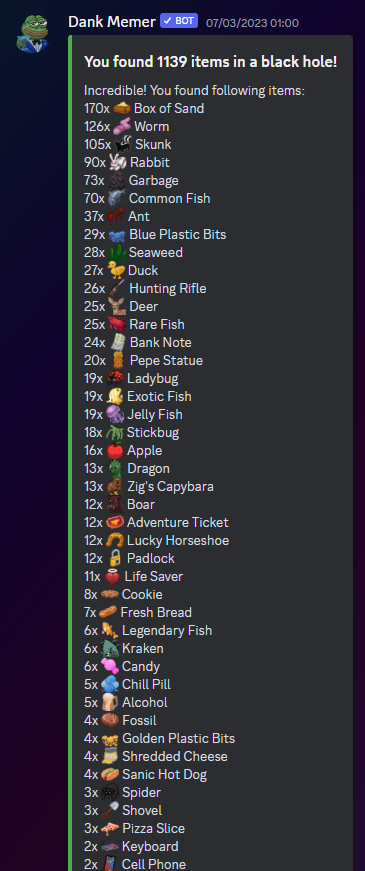 Dank Memer ✓ BOT 07/03/2023 01:00
You found 1139 items in a black hole!
Incredible! You found following items:
170x Box of Sand
126x Worm
105x Skunk
90x Rabbit
73x Garbage
70x Common Fish
37x Ant
29x Blue Plastic Bits
28x Seaweed
27x Duck
26x Hunting Rifle
25x Deer
25x Rare Fish
24x Bank Note
20x Pepe Statue
19x Ladybug
19x Exotic Fish
19x Jelly Fish
18x Stickbug
16x Apple
13x Dragon
13x Zig's Capybara
12x Boar
12x Adventure Ticket
12x Lucky Horseshoe
12x Padlock
11x Life Saver
8x Cookie
7x Fresh Bread
6x Legendary Fish
6x Kraken
6x Candy
5x Chill Pill
5x Alcohol
4x Fossil
4x Golden Plastic Bits
4x Shredded Cheese
4x Sanic Hot Dog
3x Spider
3x Shovel
3x Pizza Slice
2x Keyboard
2x Cell Phone